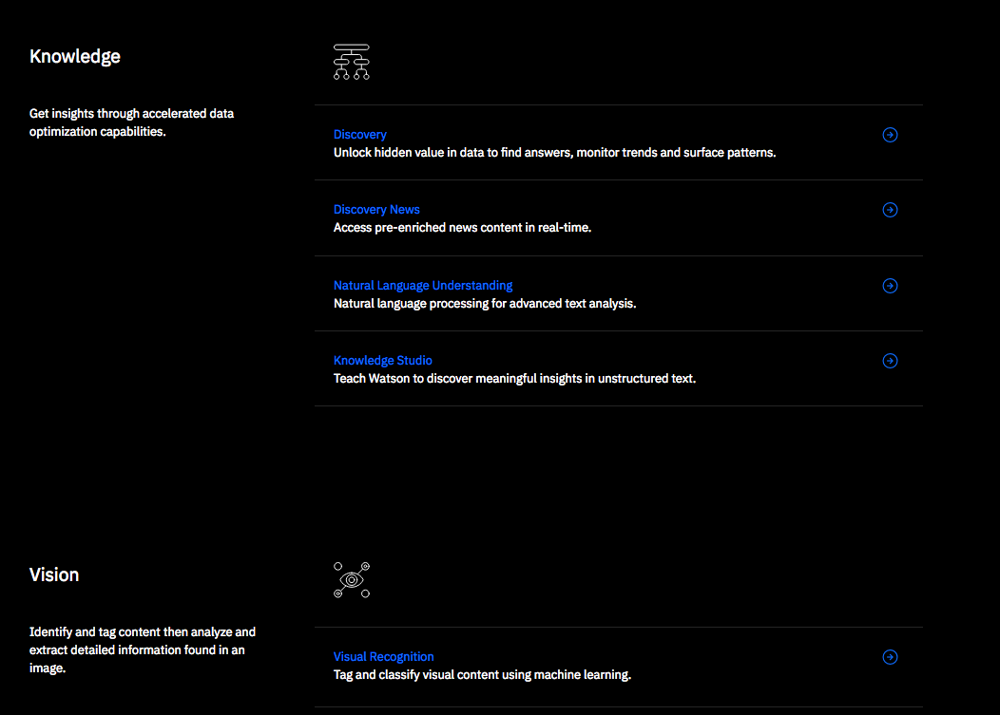 Knowledge
Get insights through accelerated data
optimization capabilities.
Discovery
Unlock hidden value in data to find answers, monitor trends and surface patterns.
Discovery News
Access pre-enriched news content in real-time.
Natural Language Understanding
Natural language processing for advanced text analysis.
Knowledge Studio
Teach Watson to discover meaningful insights in unstructured text.
Vision
Identify and tag content then analyze and
extract detailed information found in an
image.
Visual Recognition
Tag and classify visual content using machine learning.